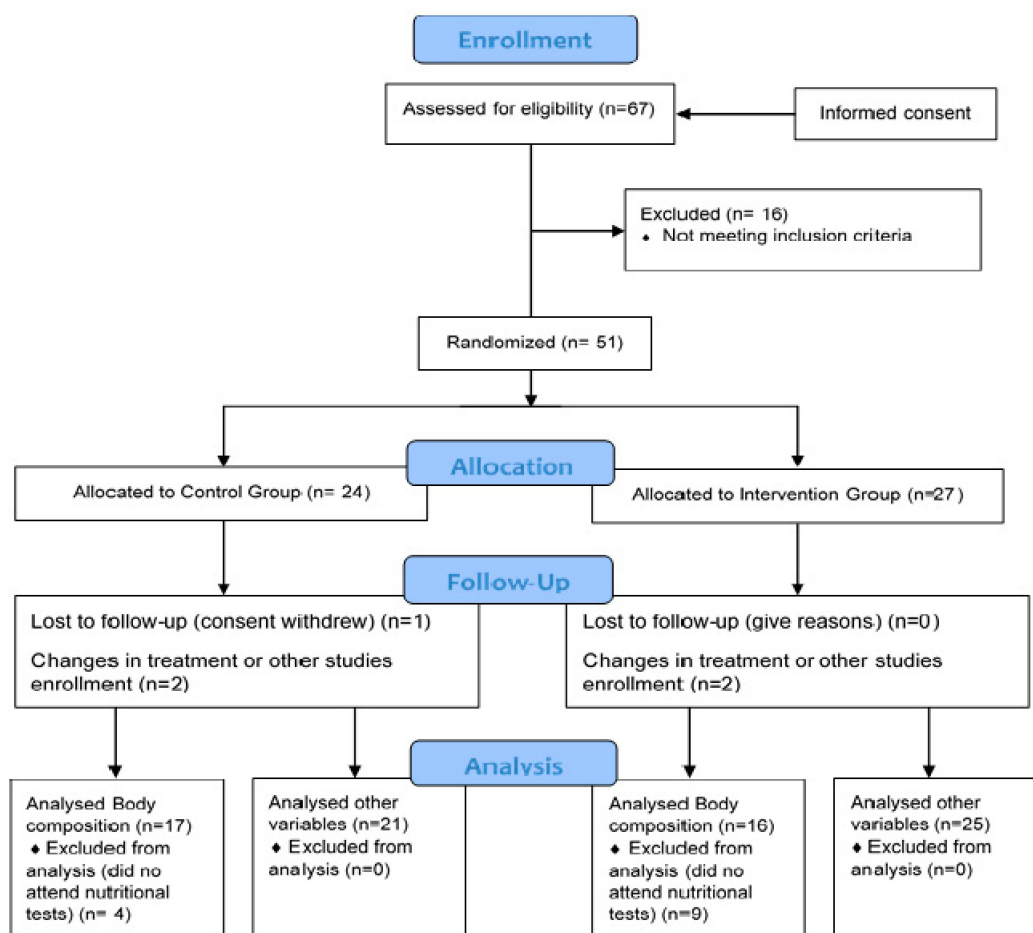 Enrollment
Assessed for eligibility (n=67)
Informed consent
Excluded (n= 16)
♦ Not meeting inclusion criteria
Randomized (n= 51)
Allocation
Allocated to Control Group (n= 24)
Allocated to Intervention Group (n=27)
Follow-Up
Lost to follow-up (consent withdrew) (n=1)
Changes in treatment or other studies
enrollment (n=2)
Lost to follow-up (give reasons) (n=0)
Changes in treatment or other studies
enrollment (n=2)
Analysis
Analysed Body
composition (n=17)
♦ Excluded from
analysis (did no
attend nutritional
tests) (n= 4)
Analysed other
variables (n=21)
♦ Excluded from
analysis (n=0)
Analysed Body
composition (n=16)
♦ Excluded from
analysis (did no
attend nutritional
tests) (n=9)
Analysed other
variables (n=25)
♦ Excluded from
analysis (n=0)